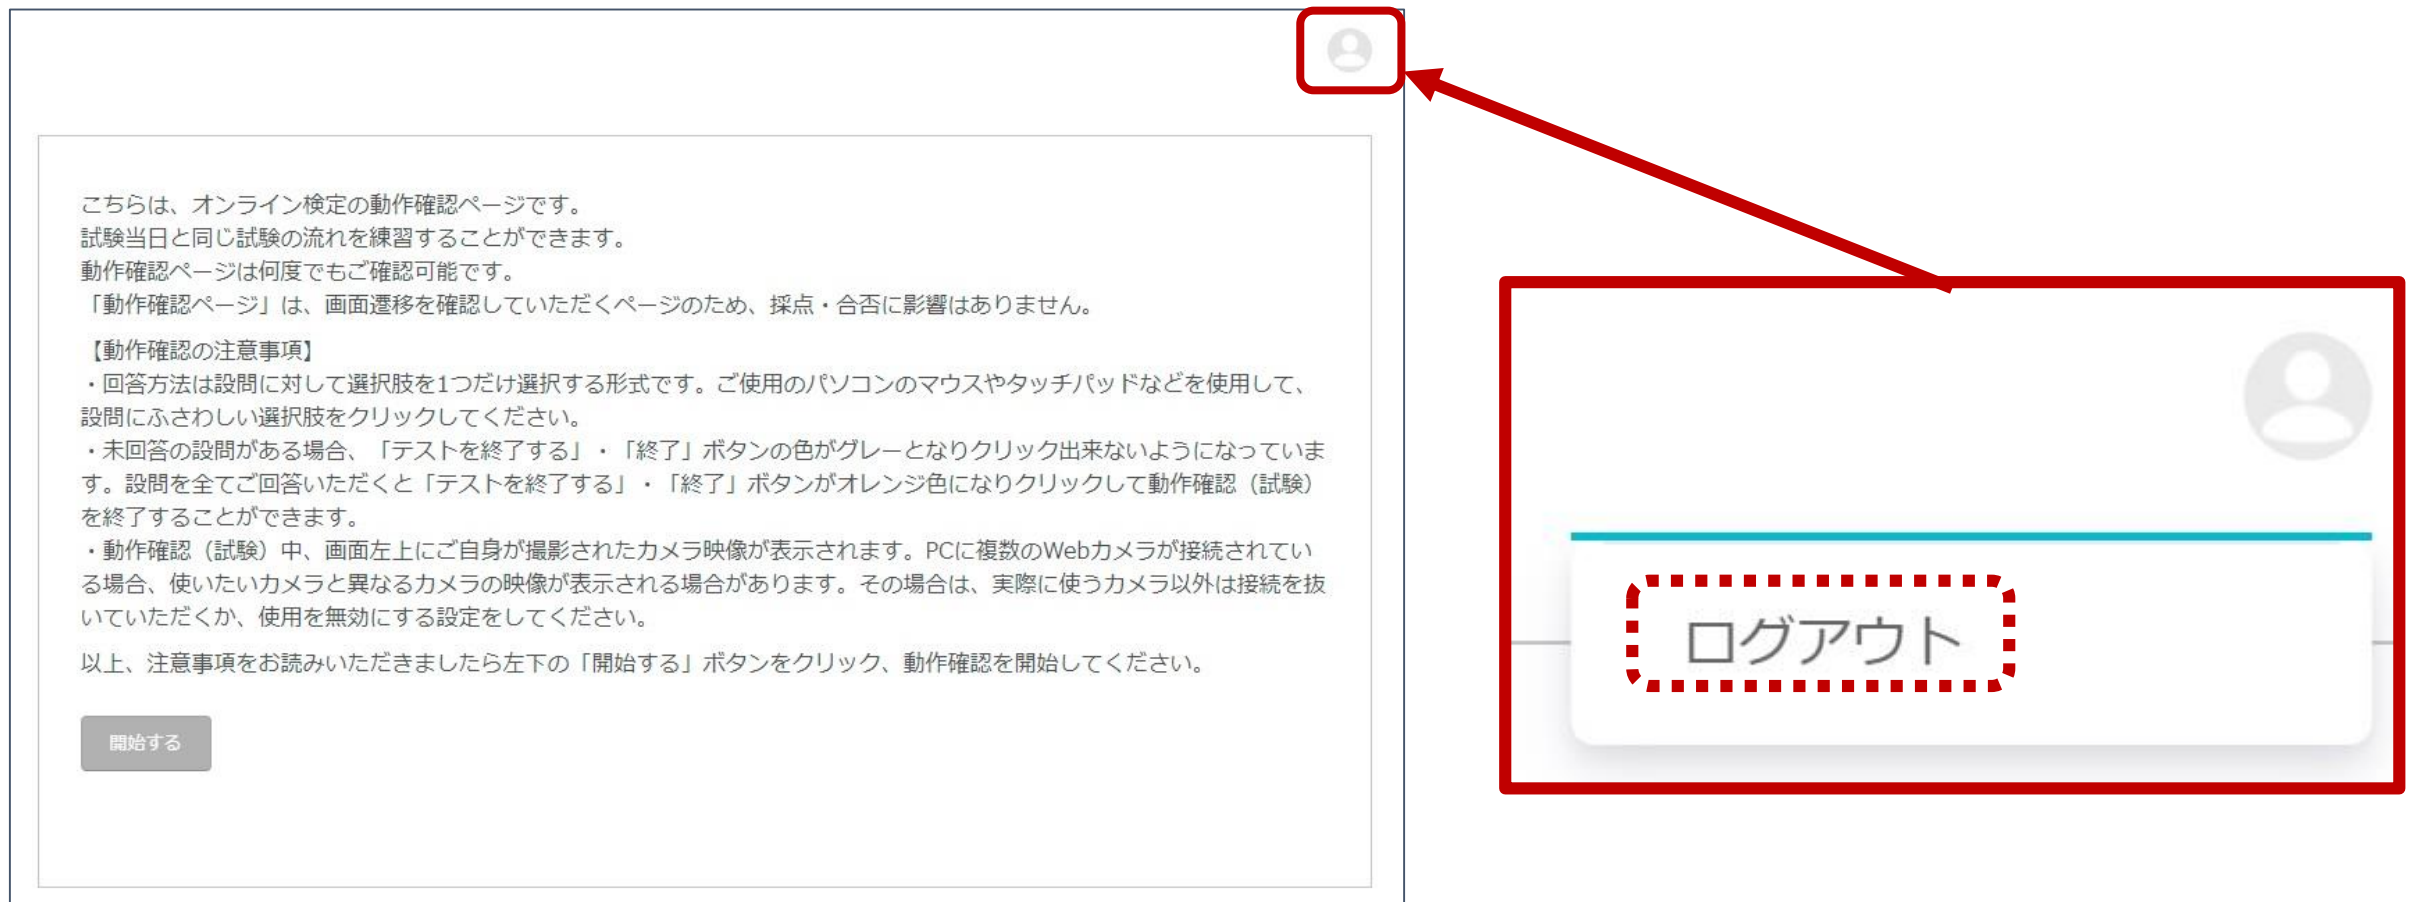 こちらは、オンライン検定の動作確認ページです。
試験当日と同じ試験の流れを練習することができます。
動作確認ページは何度でもご確認可能です。
「動作確認ページ」は、画面遷移を確認していただくページのため、採点・合否に影響はありません。
【動作確認の注意事項】
・回答方法は設問に対して選択肢を1つだけ選択する形式です。ご使用のパソコンのマウスやタッチパッドなどを使用して、
設問にふさわしい選択肢をクリックしてください。
・未回答の設問がある場合、「テストを終了する」・「終了」ボタンの色がグレーとなりクリック出来ないようになっていま
す。設問を全てご回答いただくと「テストを終了する」・「終了」ボタンがオレンジ色になりクリックして動作確認（試験）
を終了することができます。
・動作確認（試験）中、画面左上にご自身が撮影されたカメラ映像が表示されます。PCに複数のWebカメラが接続されてい
る場合、使いたいカメラと異なるカメラの映像が表示される場合があります。その場合は、実際に使うカメラ以外は接続を抜
いていただくか、使用を無効にする設定をしてください。
以上、注意事項をお読みいただきましたら左下の「開始する」ボタンをクリック、動作確認を開始してください。
開始する
ログアウト